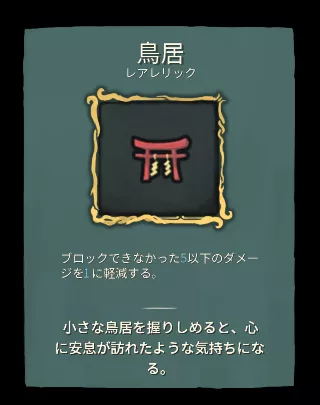 鳥居
レアレリック
ブロックできなかった5以下のダメー
ジを1に軽減する。
小さな鳥居を握りしめると、心
に安息が訪れたような気持ちにな
る。